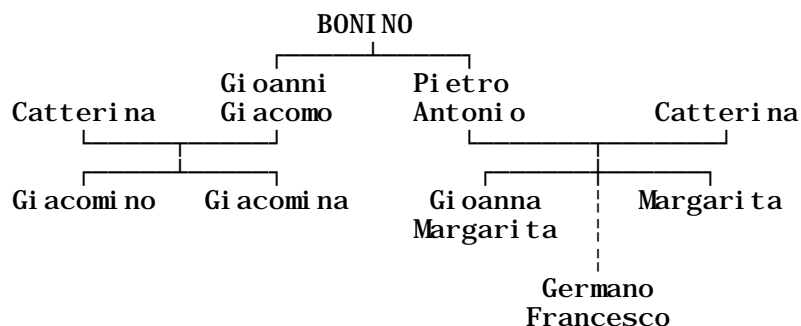 BONINO
Gioanni Pietro
Catterina Giacomo Antonio Catterina
Giacomino Giacomina Gioanna Margarita
Margarita
Germano
Francesco